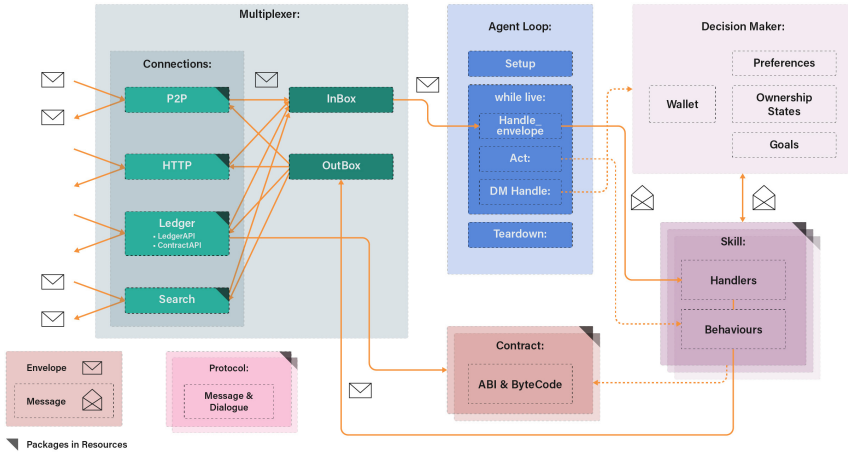 Multiplexer:
Connections:
P2P
HTTP
Ledger
• LedgerAPI
• ContractAPI
Search
InBox
OutBox
Agent Loop:
Setup
while live:
Handle_
envelope
Act:
DM Handle:
Teardown:
Decision Maker:
Wallet
Preferences
Ownership
States
Goals
Skill:
Handlers
Behaviours
Contract:
ABI & ByteCode
Envelope
Message
Protocol:
Message &
Dialogue
Packages in Resources